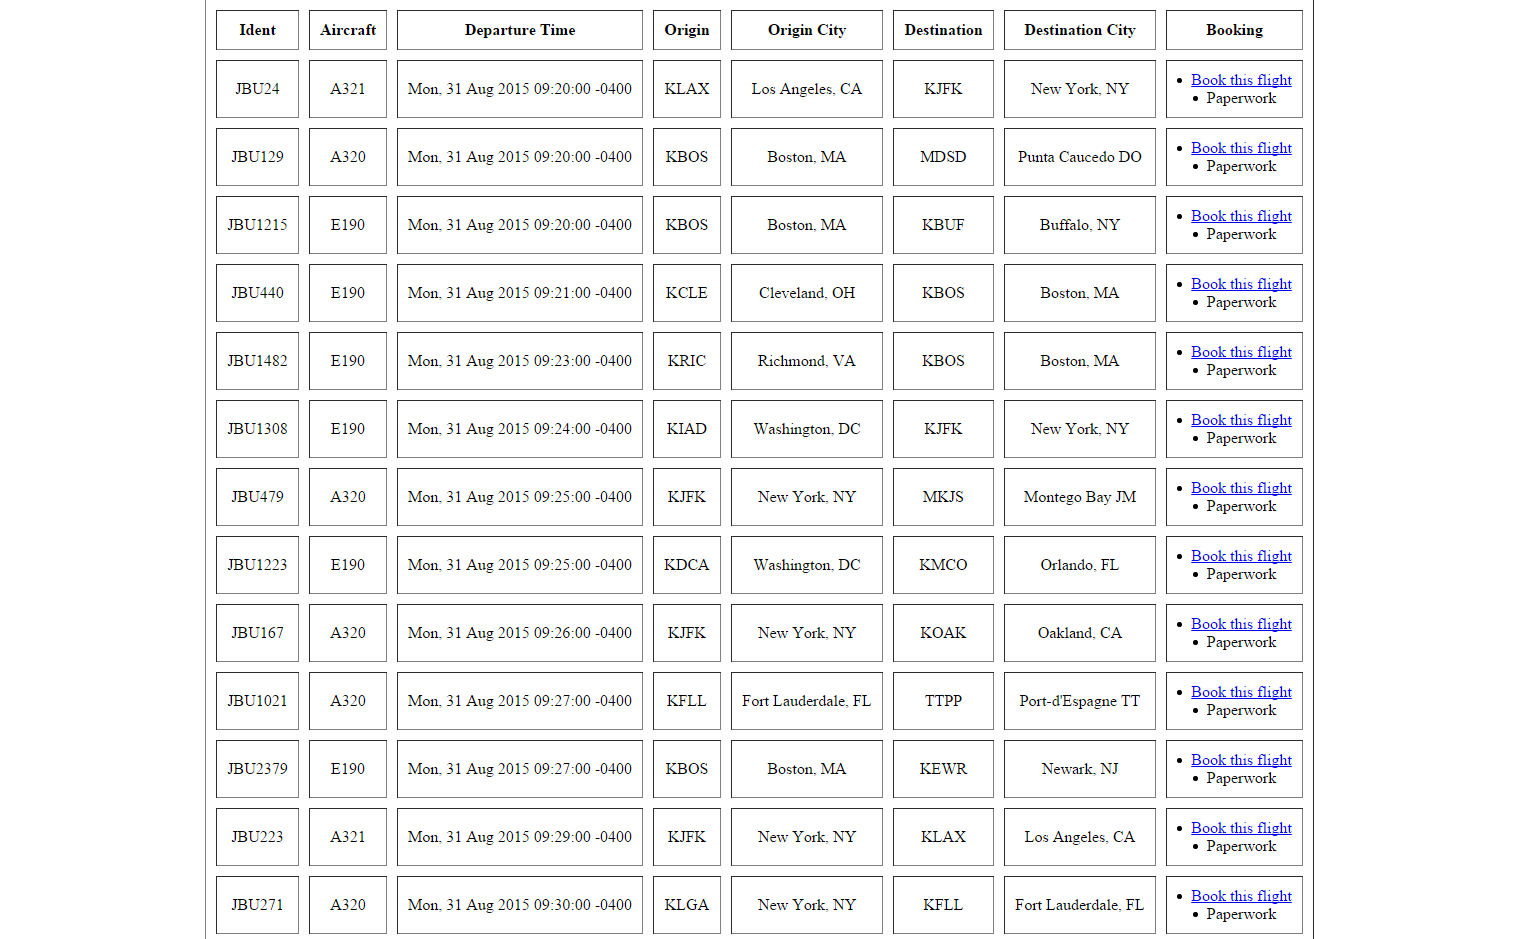 Ident Aircraft Departure Time Origin Origin City Destination Destination City Booking
JBU24 A321 Mon, 31 Aug 2015 09:20:00 -0400 KLAX Los Angeles, CA KJFK New York, NY • Book this flight
• Paperwork
JBU129 A320 Mon, 31 Aug 2015 09:20:00 -0400 KBOS Boston, MA MDSD Punta Caucedo DO • Book this flight
• Paperwork
JBU1215 E190 Mon, 31 Aug 2015 09:20:00 -0400 KBOS Boston, MA KBUF Buffalo, NY • Book this flight
• Paperwork
JBU440 E190 Mon, 31 Aug 2015 09:21:00 -0400 KCLE Cleveland, OH KBOS Boston, MA • Book this flight
• Paperwork
JBU1482 E190 Mon, 31 Aug 2015 09:23:00 -0400 KRIC Richmond, VA KBOS Boston, MA • Book this flight
• Paperwork
JBU1308 E190 Mon, 31 Aug 2015 09:24:00 -0400 KIAD Washington, DC KJFK New York, NY • Book this flight
• Paperwork
JBU479 A320 Mon, 31 Aug 2015 09:25:00 -0400 KJFK New York, NY MKJS Montego Bay JM • Book this flight
• Paperwork
JBU1223 E190 Mon, 31 Aug 2015 09:25:00 -0400 KDCA Washington, DC KMCO Orlando, FL • Book this flight
• Paperwork
JBU167 A320 Mon, 31 Aug 2015 09:26:00 -0400 KJFK New York, NY KOAK Oakland, CA • Book this flight
• Paperwork
JBU1021 A320 Mon, 31 Aug 2015 09:27:00 -0400 KFLL Fort Lauderdale, FL TTPP Port-d'Espagne TT • Book this flight
• Paperwork
JBU2379 E190 Mon, 31 Aug 2015 09:27:00 -0400 KBOS Boston, MA KEWR Newark, NJ • Book this flight
• Paperwork
JBU223 A321 Mon, 31 Aug 2015 09:29:00 -0400 KJFK New York, NY KLAX Los Angeles, CA • Book this flight
• Paperwork
JBU271 A320 Mon, 31 Aug 2015 09:30:00 -0400 KLGA New York, NY KFLL Fort Lauderdale, FL • Book this flight
• Paperwork